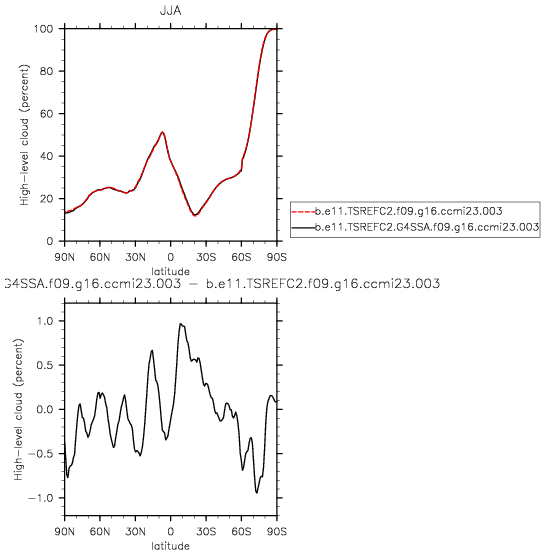 JJA
100
80
60
40
20
0
High-level cloud (percent)
90N 60N 30N 0 30S 60S 90S
latitude
b.e11.TSREFC2.f09.g16.ccmi23.003
b.e11.TSREFC2.G4SSA.f09.g16.ccmi23.003
G4SSA.f09.g16.ccmi23.003 − b.e11.TSREFC2.f09.g16.ccmi23.003
1.0
0.5
0.0
−0.5
−1.0
High-level cloud (percent)
90N 60N 30N 0 30S 60S 90S
latitude